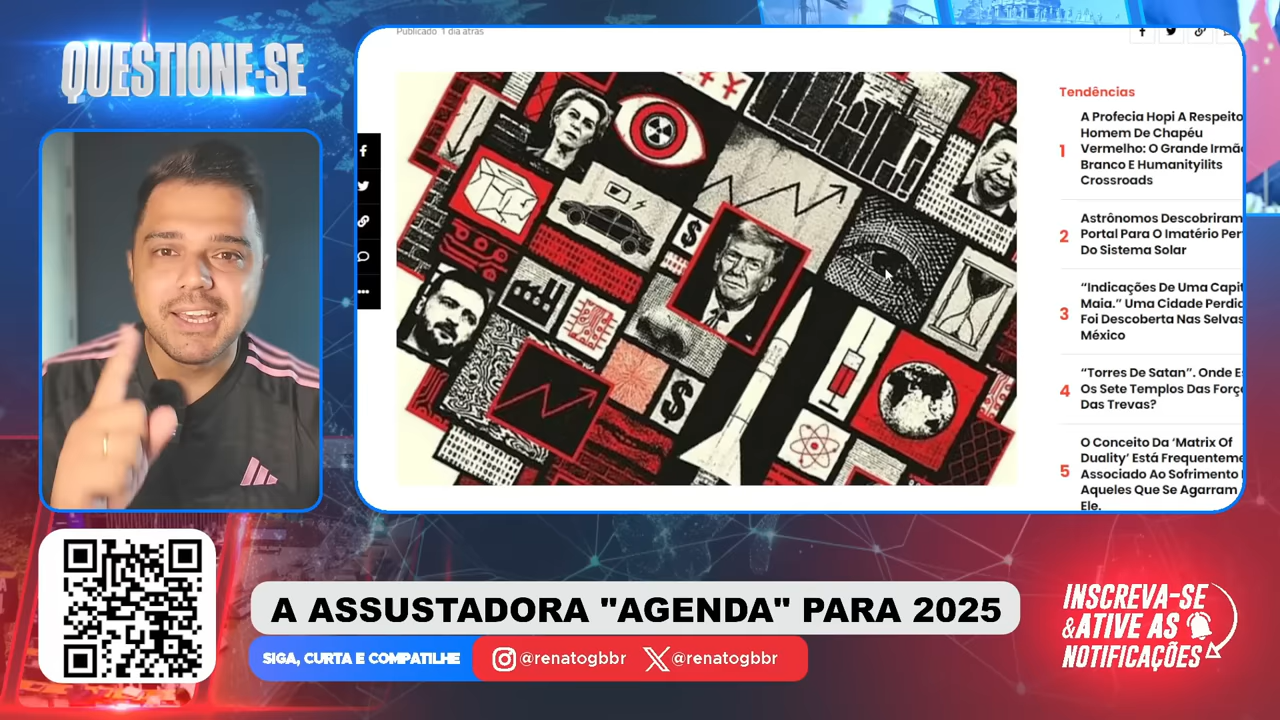 QUESTIONE-SE
Publicado 1 dia atrás
Tendências
1
A Profecia Hopi A Respeito
Homem De Chapéu
Vermelho: O Grande Irmão
Branco E Humanitylits
Crossroads
2
Astrônomos Descobriram
Portal Para O Imatério Per
Do Sistema Solar
3
“Indicações De Uma Capit
Maia.” Uma Cidade Perdid
Foi Descoberta Nas Selvas
México
4
“Torres De Satan”. Onde E
Os Sete Templos Das Força
Das Trevas?
5
O Conceito Da ‘Matrix Of
Duality’ Está Frequenteme
Associado Ao Sofrimento
Aqueles Que Se Agarram
Ele.
$
$
A ASSUSTADORA "AGENDA" PARA 2025
SIGA, CURTA E COMPATILHE
@renatogbbr
@renatogbbr
INSCREVA-SE
&ATIVE AS
NOTIFICAÇÕES